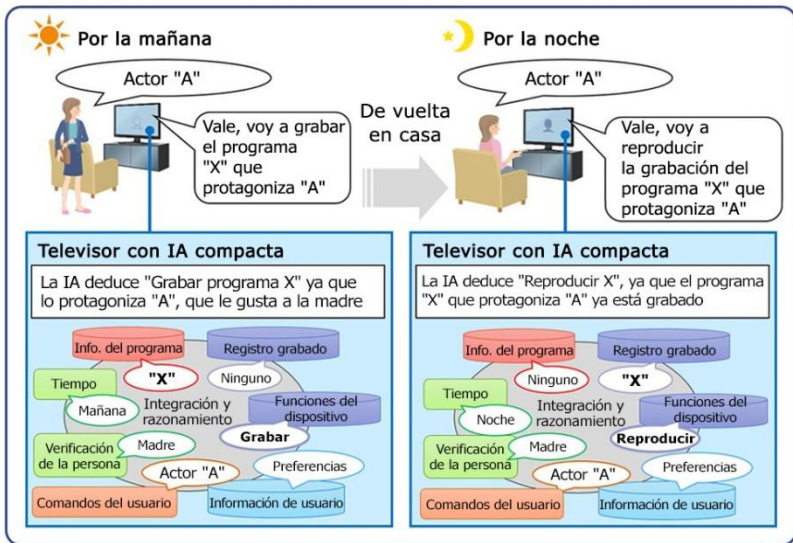 Por la mañana
Actor "A"
Vale, voy a grabar
el programa
"X" que
protagoniza "A"
De vuelta
en casa
Por la noche
Actor "A"
Vale, voy a
reproducir
la grabación del
programa "X" que
protagoniza "A"
Televisor con IA compacta
La IA deduce "Grabar programa X" ya que
lo protagoniza "A", que le gusta a la madre
Info. del programa
"X"
Registro grabado
Ninguno
Tiempo
Mañana
Integración y
razonamiento
Funciones del
dispositivo
Grabar
Verificación
de la persona
Madre
Actor "A"
Preferencias
Comandos del usuario
Información de usuario
Televisor con IA compacta
La IA deduce "Reproducir X", ya que el programa
"X" que protagoniza "A" ya está grabado
Info. del programa
Ninguno
Registro grabado
"X"
Tiempo
Noche
Integración y
razonamiento
Funciones del
dispositivo
Reproducir
Verificación
de la persona
Madre
Actor "A"
Preferencias
Comandos del usuario
Información de usuario